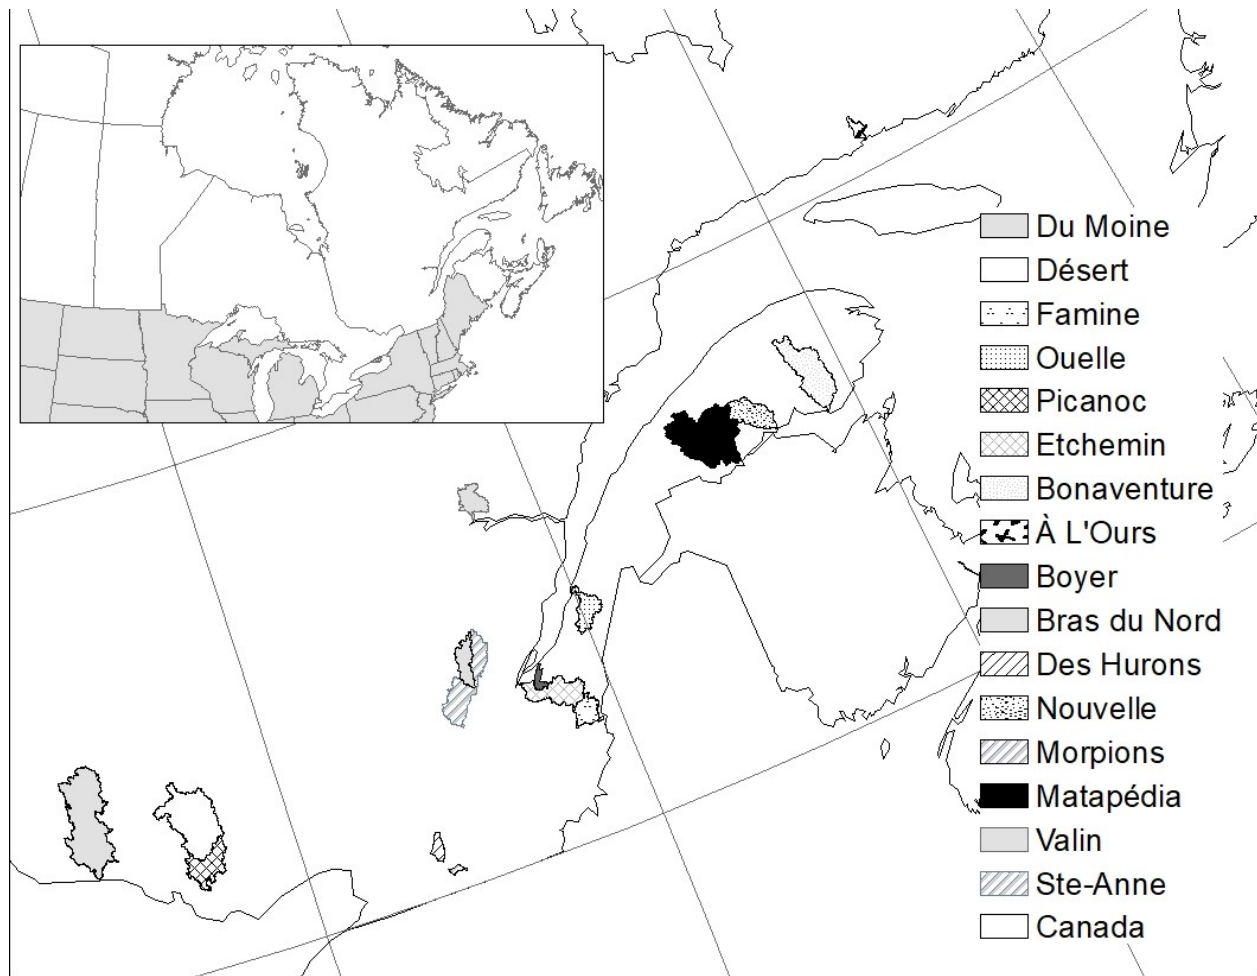 Du Moine
Désert
Famine
Ouelle
Picanoc
Etchemin
Bonaventure
À L'Ours
Boyer
Bras du Nord
Des Hurons
Nouvelle
Morpions
Matapédia
Valin
Ste-Anne
Canada